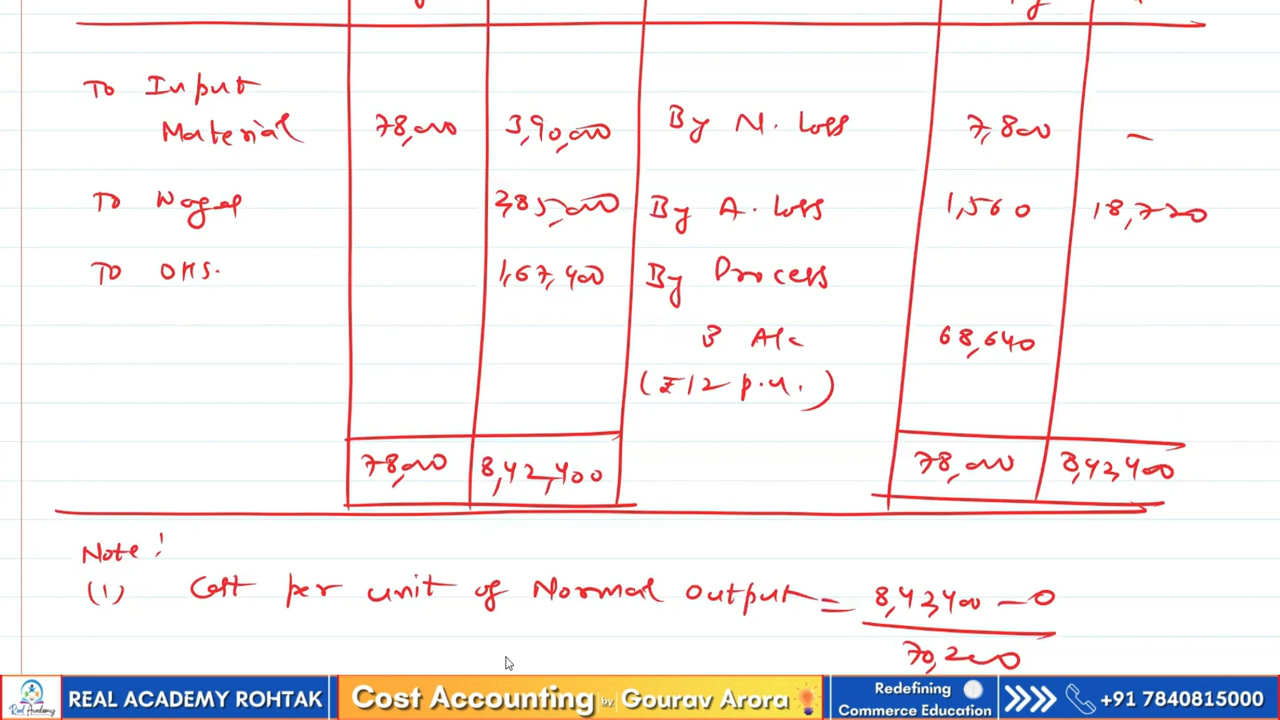 To Input
Material 78,000 3,90,000 By N. Loss 7,800 –
To Wages 2,85,000 By A. Loss 1,560 18,720
To OHS. 1,67,400 By Process
B A/c 68,640
(₹12 p.u.)
78,000 8,42,400 78,000 8,42,400
Note!
(1) Cost per unit of Normal Output = 8,42,400 – 0
70,200
Real Academy
REAL ACADEMY ROHTAK
Cost Accounting by Gourav Arora
Redefining
Commerce Education
+91 7840815000